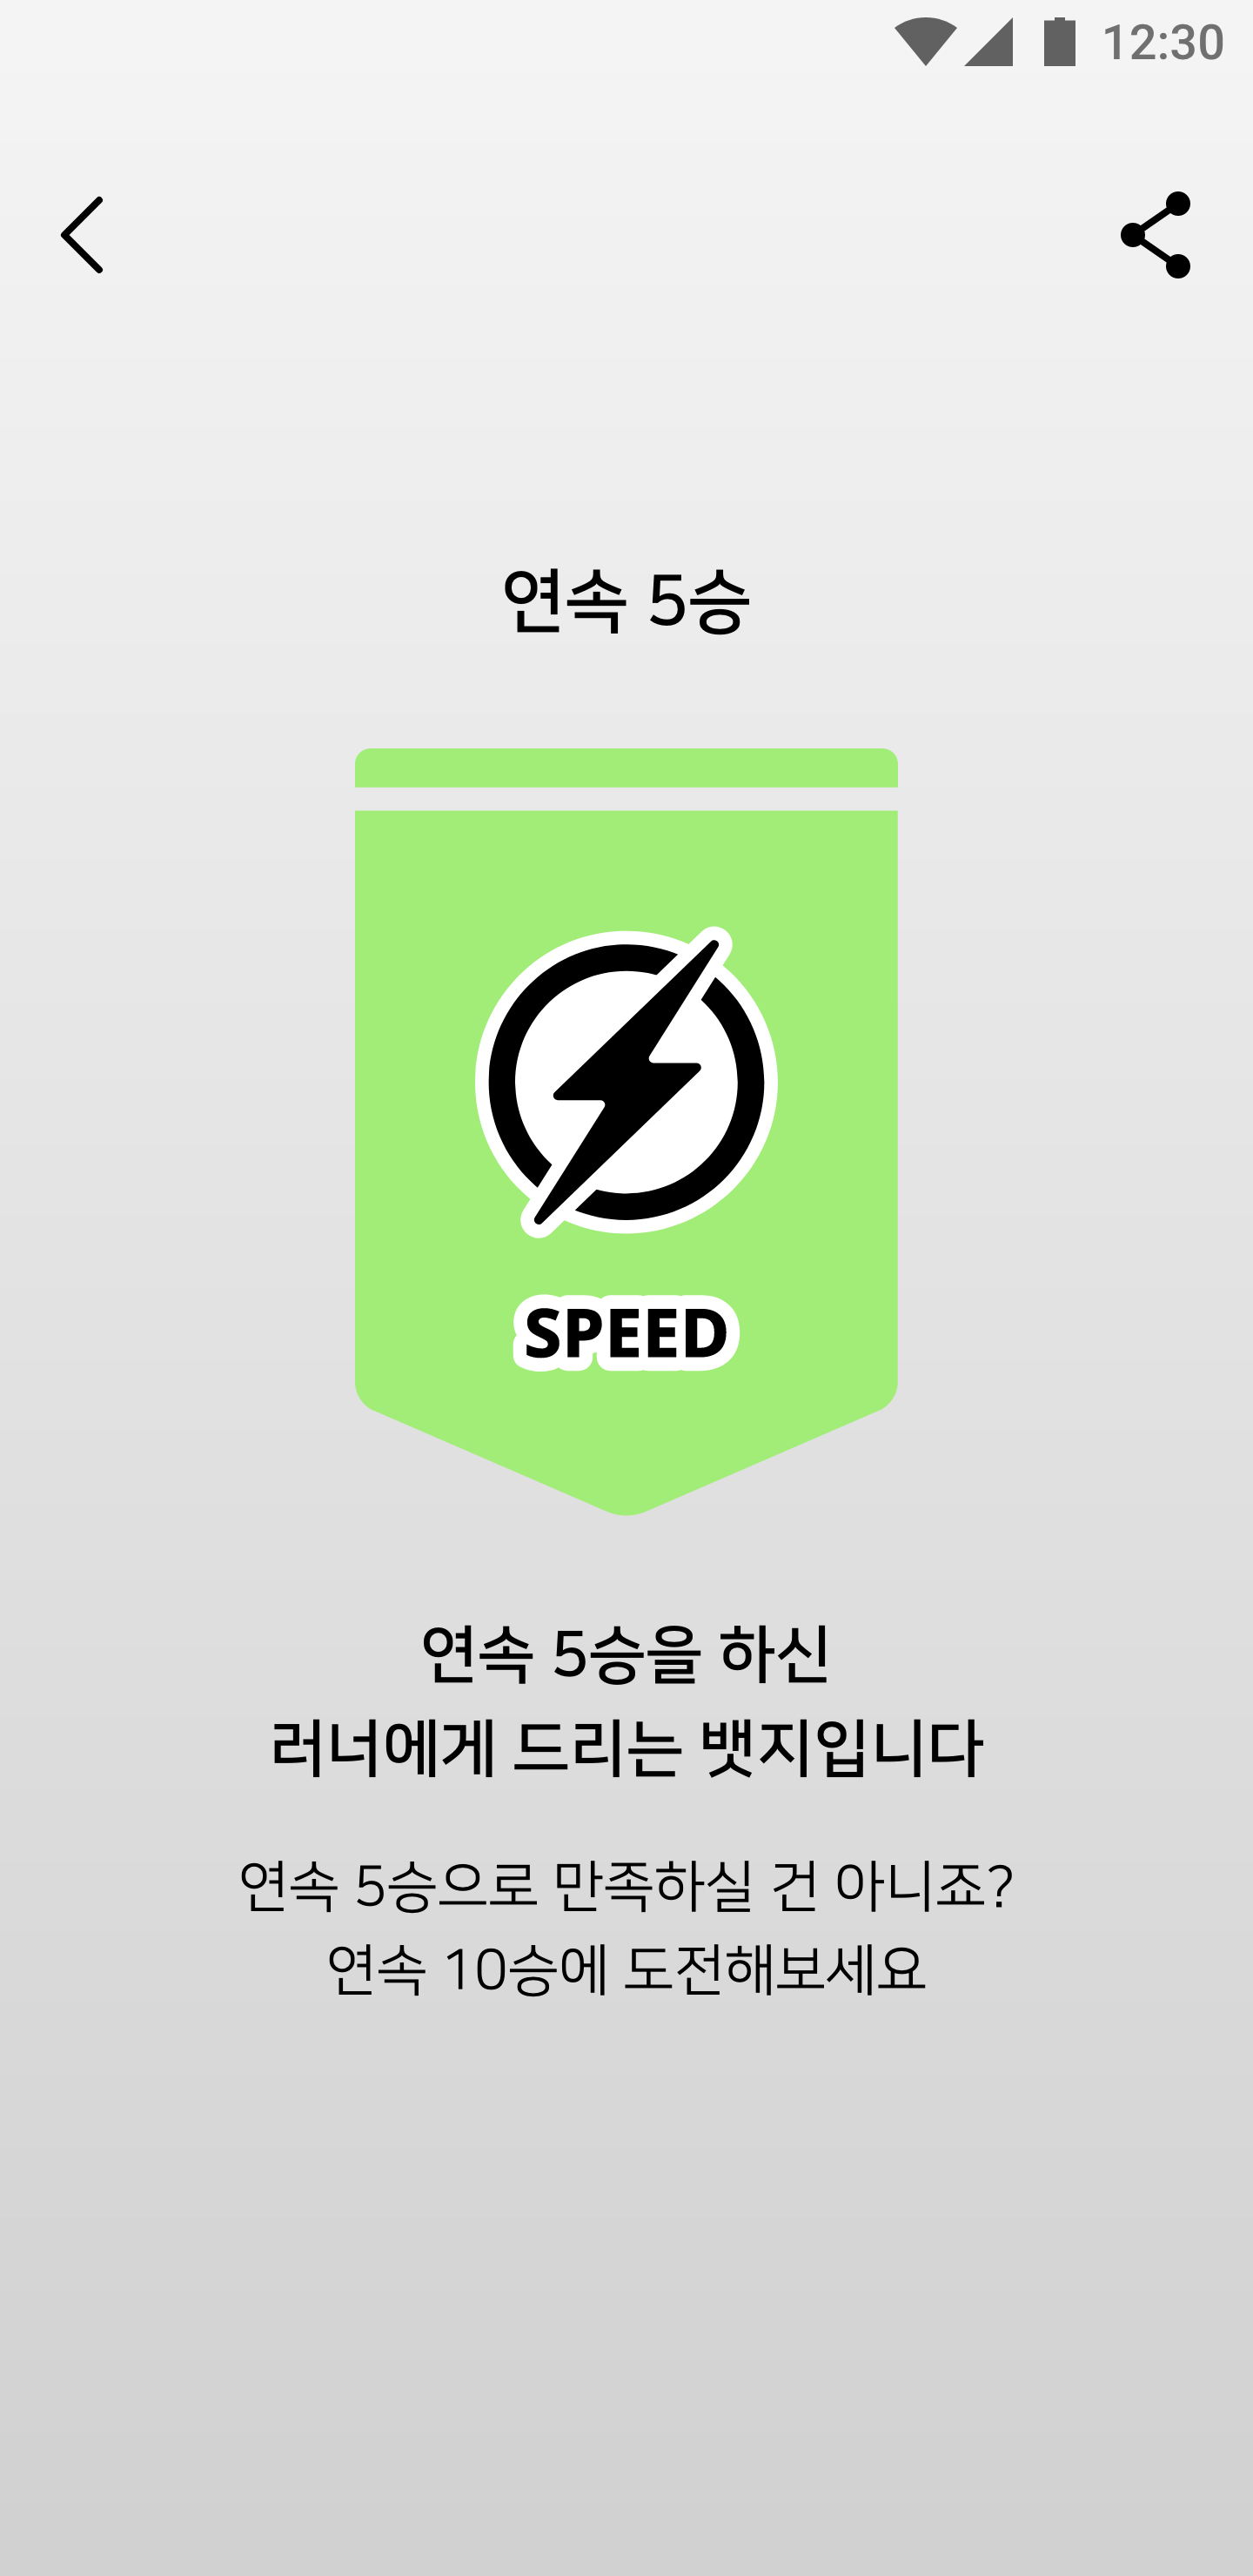 12:30
연속 5승
SPEED
연속 5승을 하신
러너에게 드리는 뱃지입니다
연속 5승으로 만족하실 건 아니죠?
연속 10승에 도전해보세요